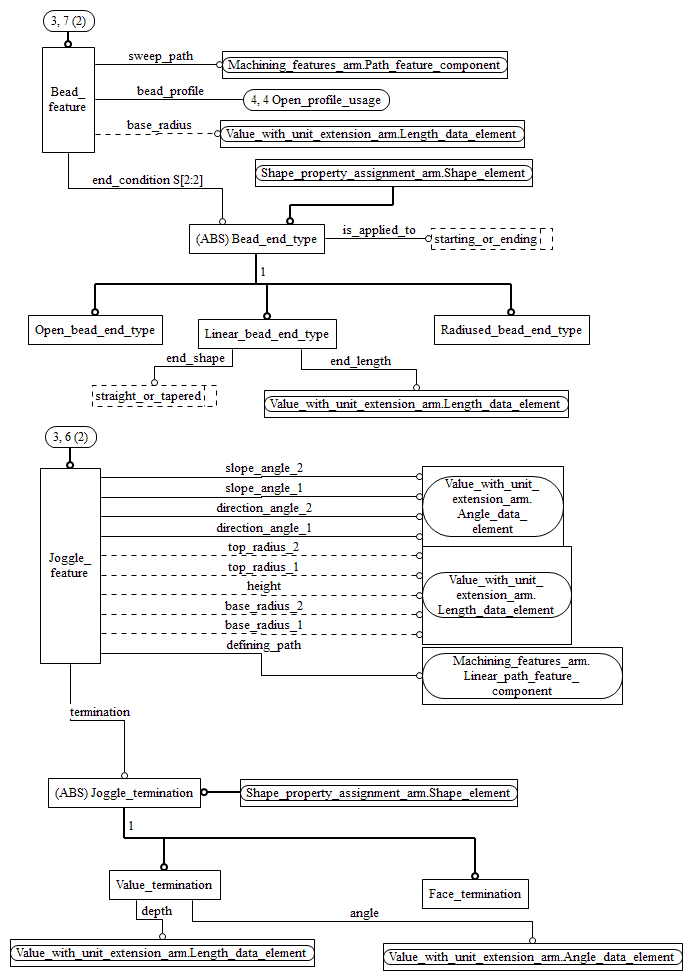 3, 7 (2)
sweep_path
Machining_features_arm.Path_feature_component
Bead_
feature
bead_profile
4, 4 Open_profile_usage
base_radius
Value_with_unit_extension_arm.Length_data_element
end_condition S[2:2]
Shape_property_assignment_arm.Shape_element
(ABS) Bead_end_type
is_applied_to
starting_or_ending
1
Open_bead_end_type
Linear_bead_end_type
Radiused_bead_end_type
end_shape
end_length
straight_or_tapered
Value_with_unit_extension_arm.Length_data_element
3, 6 (2)
slope_angle_2
slope_angle_1
direction_angle_2
direction_angle_1
Value_with_unit_
extension_arm.
Angle_data_
element
Joggle_
feature
top_radius_2
top_radius_1
height
base_radius_2
base_radius_1
Value_with_unit_
extension_arm.
Length_data_element
defining_path
Machining_features_arm.
Linear_path_feature_
component
termination
(ABS) Joggle_termination
Shape_property_assignment_arm.Shape_element
1
Value_termination
Face_termination
depth
angle
Value_with_unit_extension_arm.Length_data_element
Value_with_unit_extension_arm.Angle_data_element